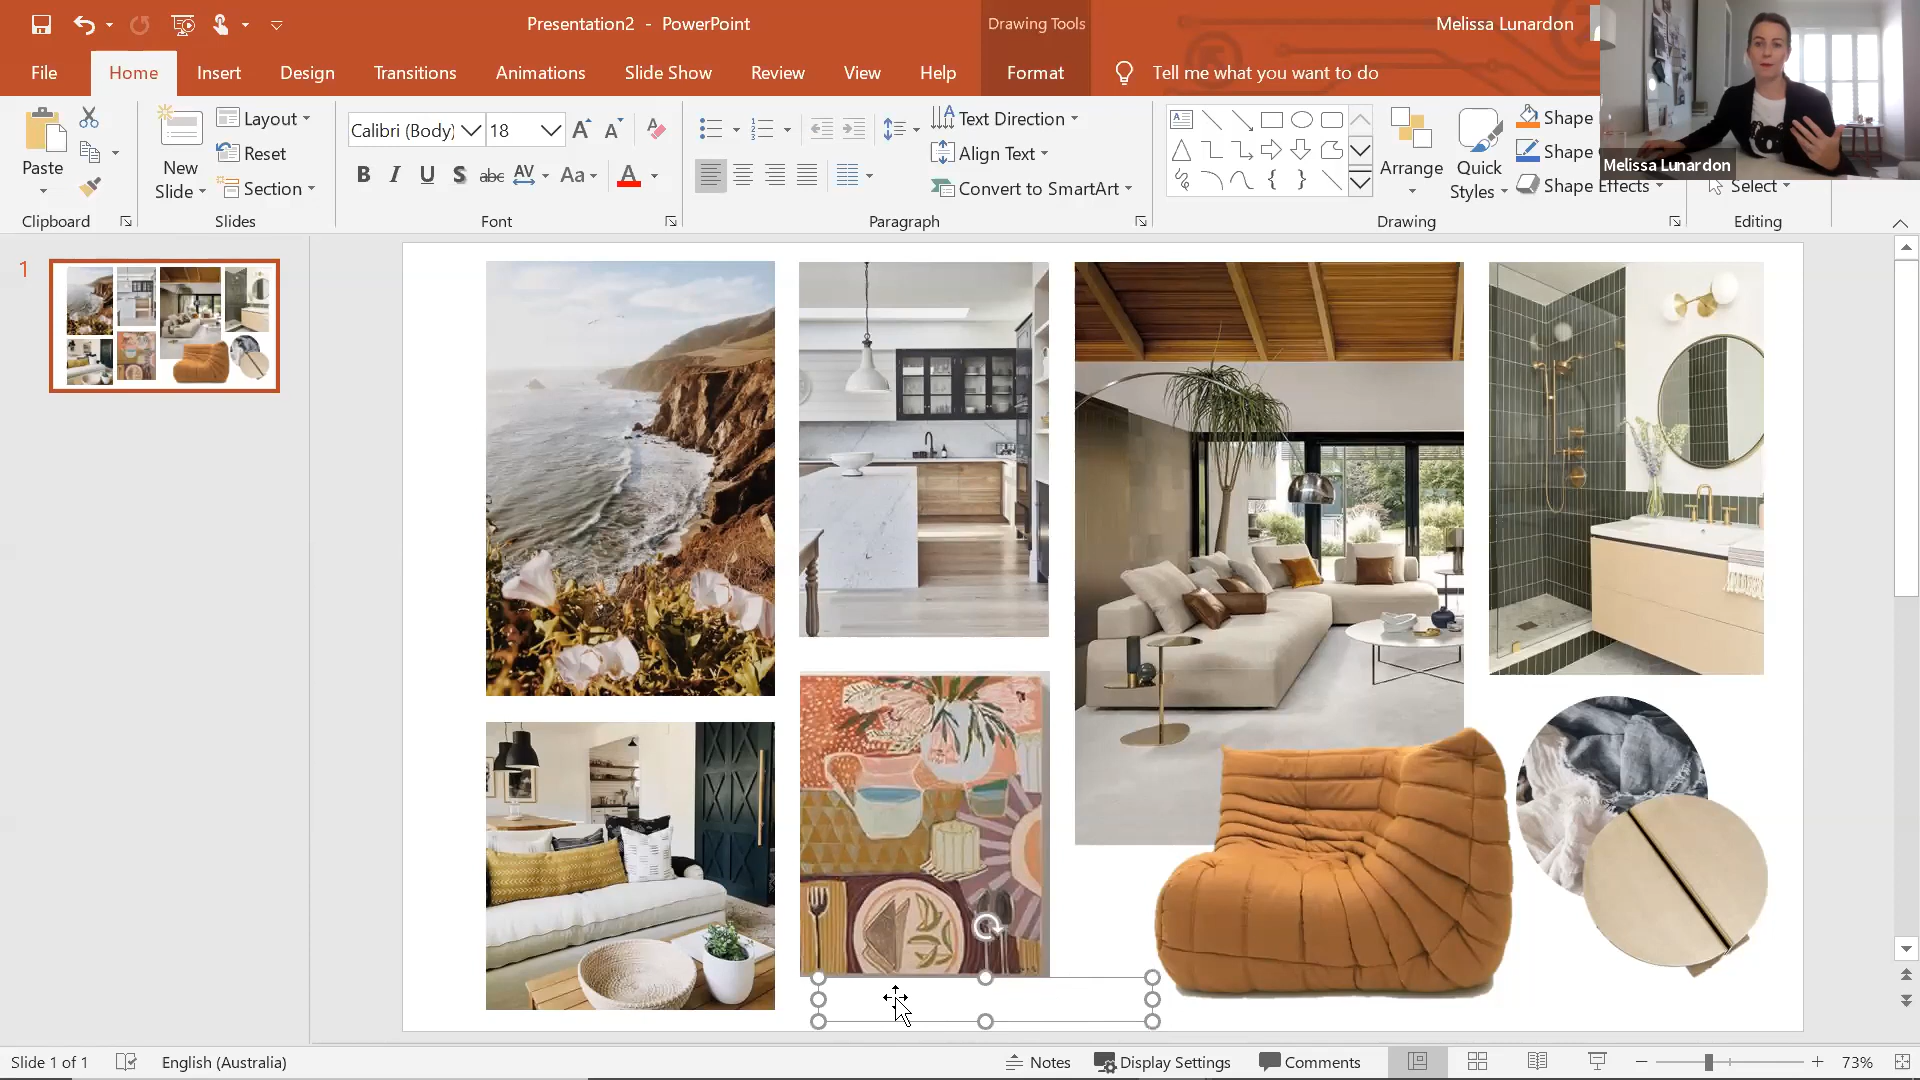 Presentation2 - PowerPoint
Drawing Tools
Melissa Lunardon
File
Home
Insert
Design
Transitions
Animations
Slide Show
Review
View
Help
Format
Tell me what you want to do
Paste
Clipboard
New
Slide
Layout
Reset
Section
Slides
Calibri (Body)
18
B
I
U
S
abc
AV
Aa
A
Font
Text Direction
Align Text
Convert to SmartArt
Paragraph
Arrange
Quick
Styles
Shape
Shape
Shape Effects
Drawing
Melissa Lunardon
Select
Editing
1
Slide 1 of 1
English (Australia)
Notes
Display Settings
Comments
73%